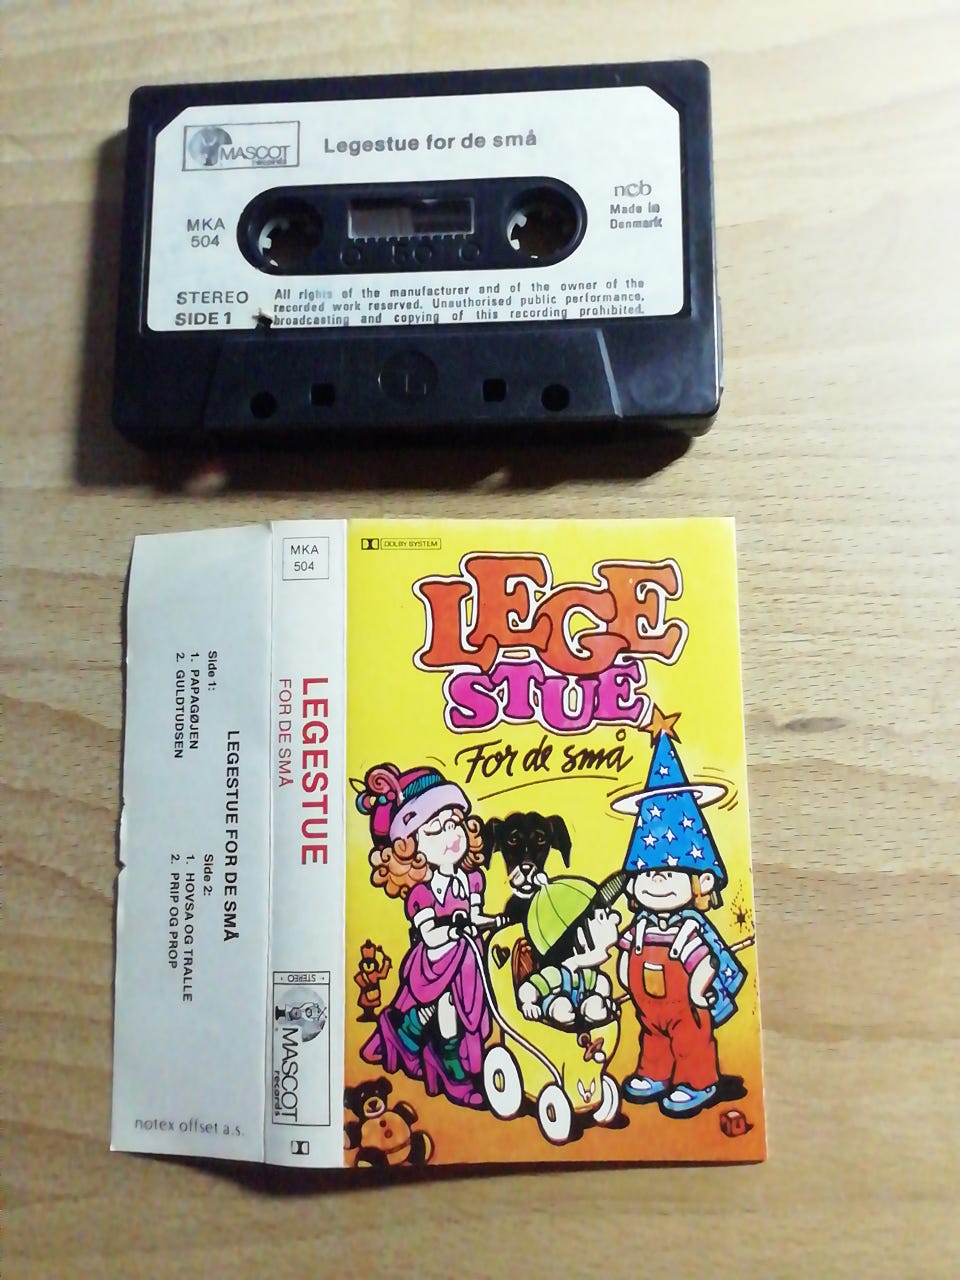 MASCOT
records
Legestue for de små
ncb
Made in
Denmark
MKA
504
STEREO
SIDE 1
All rights of the manufacturer and of the owner of the
recorded work reserved. Unauthorised public performance,
broadcasting and copying of this recording prohibited.
LEGESTUE FOR DE SMÅ
Side 1:
1. PAPAGØJEN
2. GULDTUDSEN
Side 2:
1. HOVSA OG TRALLE
2. PRIP OG PROP
notex offset a.s.
MKA
504
LEGESTUE
FOR DE SMÅ
STEREO
MASCOT
records
DOLBY SYSTEM
LEGE
STUE
For de små